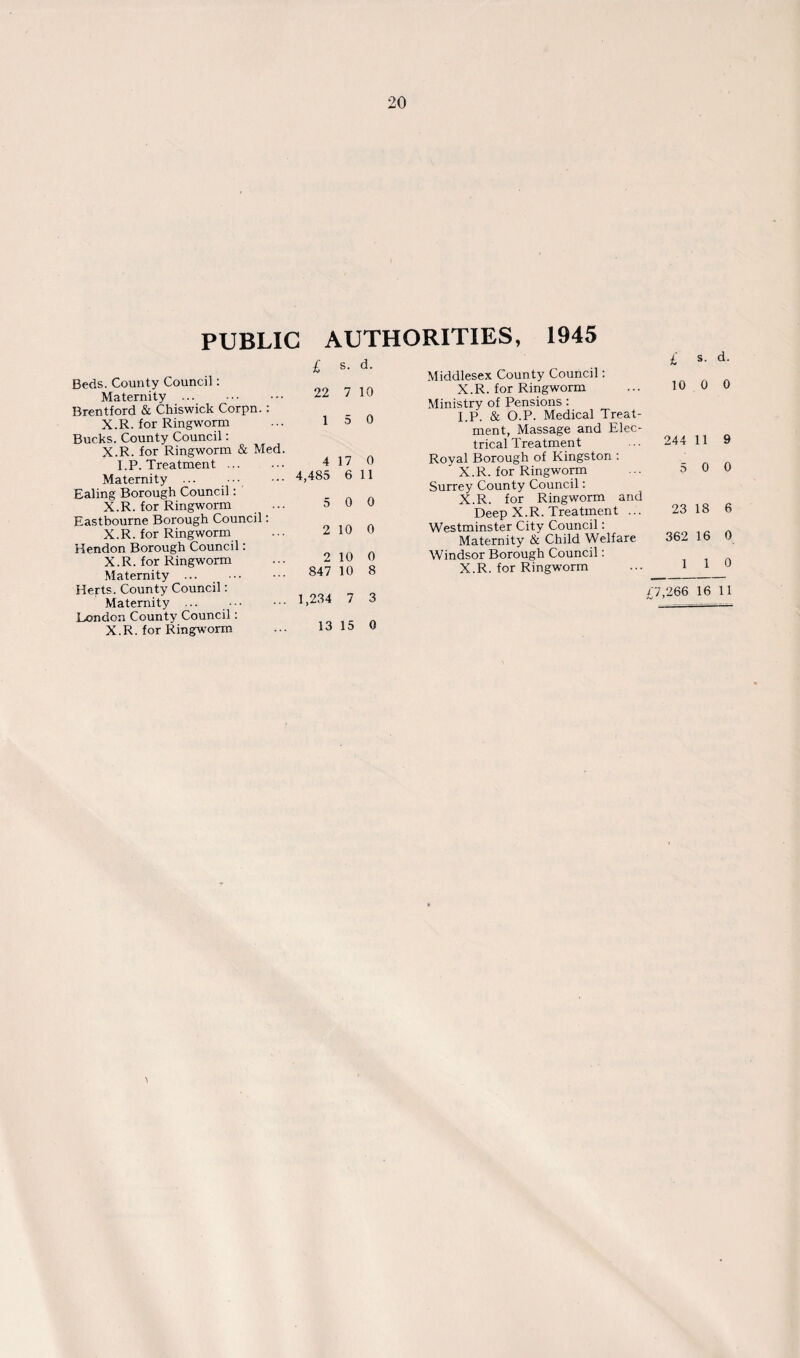 20
PUBLIC AUTHORITIES, 1945
£ s. d.
Beds. County Council:
Maternity ... ... ... 22 7 10
Brentford & Chiswick Corpn.:
X.R. for Ringworm ... 1 5 0
Bucks. County Council:
X.R. for Ringworm & Med.
I.P. Treatment ... ... 4 17 0
Maternity ... ... ... 4,485 6 11
Ealing Borough Council:
X.R. for Ringworm ... 5 0 0
Eastbourne Borough Council:
X.R. for Ringworm ... 2 10 0
Hendon Borough Council:
X.R. for Ringworm ... 2 10 0
Maternity ... ... ... 847 10 8
Herts. County Council:
Maternity ... ... ... 1,234 7 3
London County Council:
X.R. for Ringworm ... 13 15 0
£ s. d.
Middlesex County Council:
X.R. for Ringworm ... 10 0 0
Ministry of Pensions:
I.P. & O.P. Medical Treat-
ment, Massage and Elec-
trical Treatment ... 244 11 9
Royal Borough of Kingston:
X.R. for Ringworm ... 5 0 0
Surrey County Council:
X.R. for Ringworm and
Deep X.R. Treatment ... 23 18 6
Westminster City Council:
Maternity & Child Welfare 362 16 0
Windsor Borough Council:
X.R. for Ringworm ... 1 1 0
£7,266 16 11